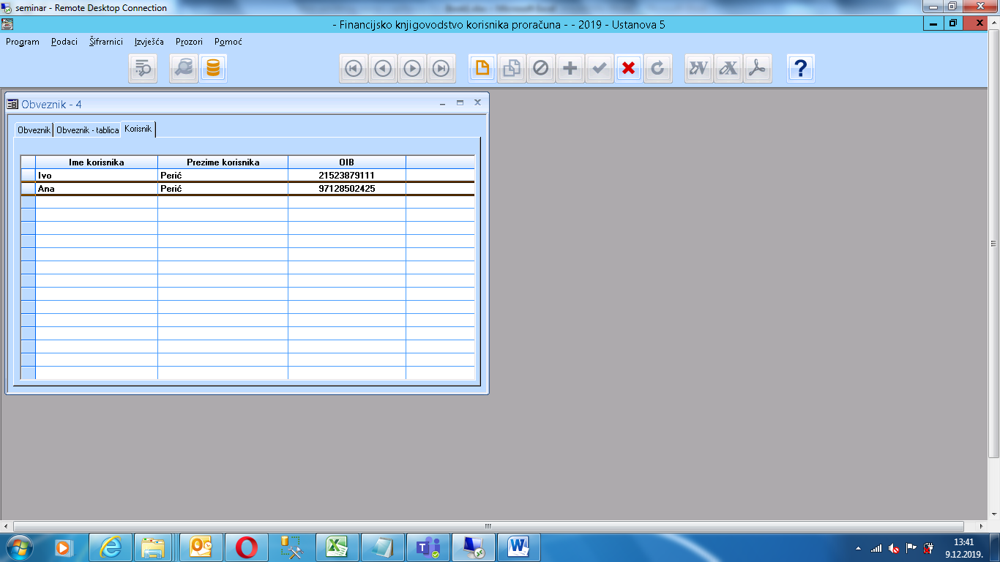 seminar - Remote Desktop Connection
- Financijsko knjigovodstvo korisnika proračuna - - 2019 - Ustanova 5
Program Podaci Šifrarnici Izvješća Prozori Pomoć
W X ?
Obveznik - 4
Obveznik Obveznik - tablica Korisnik
Ime korisnika Prezime korisnika OIB
Ivo Perić 21523879111
Ana Perić 97128502425
13:41
9.12.2019.